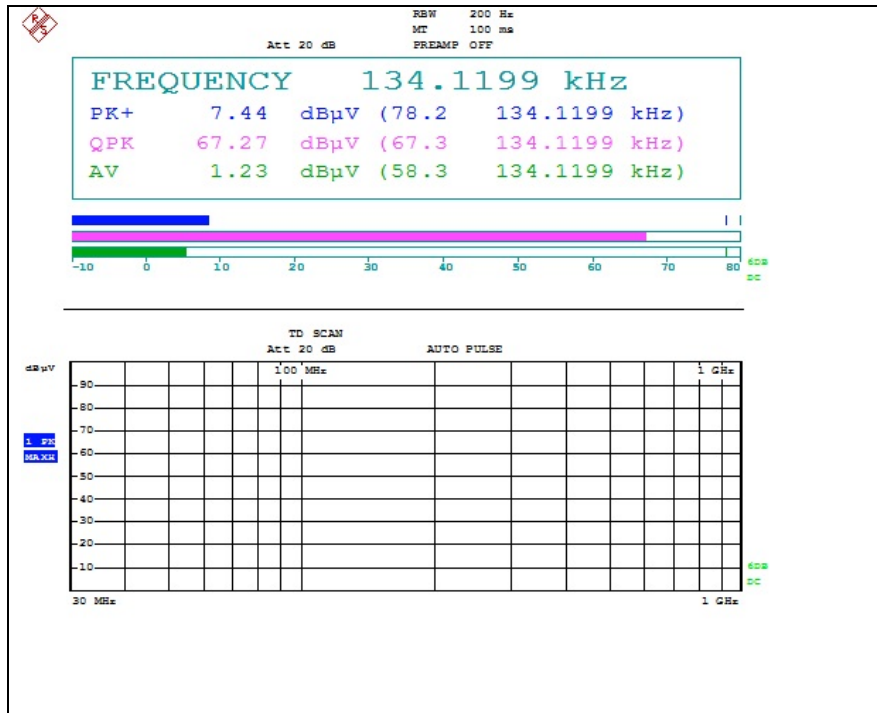 R S
RBW 200 Hz
MT 100 ms
Att 20 dB PREAMP OFF
FREQUENCY 134.1199 kHz
PK+ 7.44 dBµV (78.2 134.1199 kHz)
QPK 67.27 dBµV (67.3 134.1199 kHz)
AV 1.23 dBµV (58.3 134.1199 kHz)
-10 0 10 20 30 40 50 60 70 80
6DB
DC
TD SCAN
Att 20 dB AUTO PULSE
dBµV 100 MHz 1 GHz
90
80
70
1 PK
60
MAXH
50
40
30
20
10
6DB
DC
30 MHz 1 GHz